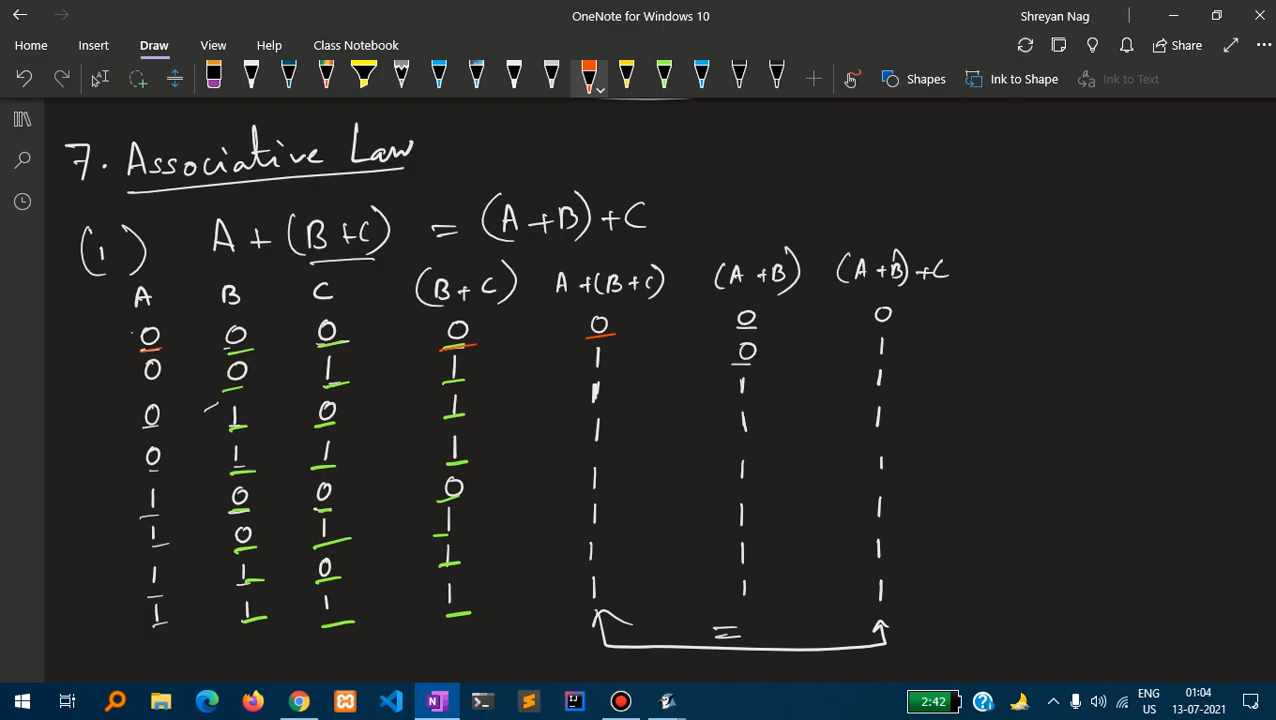 OneNote for Windows 10
Shreyan Nag
Home Insert Draw View Help Class Notebook
Share
Shapes Ink to Shape Ink to Text
7. Associative Law
(1) A + (B + C) = (A + B) + C
A B C (B + C) A + (B + C) (A + B) (A + B) + C
0 0 0 0 0 0 0
0 0 1 1 1 0 1
0 1 0 1 1 1 1
0 1 1 1 1 1 1
1 0 0 0 1 1 1
1 0 1 1 1 1 1
1 1 0 1 1 1 1
1 1 1 1 1 1 1
=
2:42
ENG
US
01:04
13-07-2021